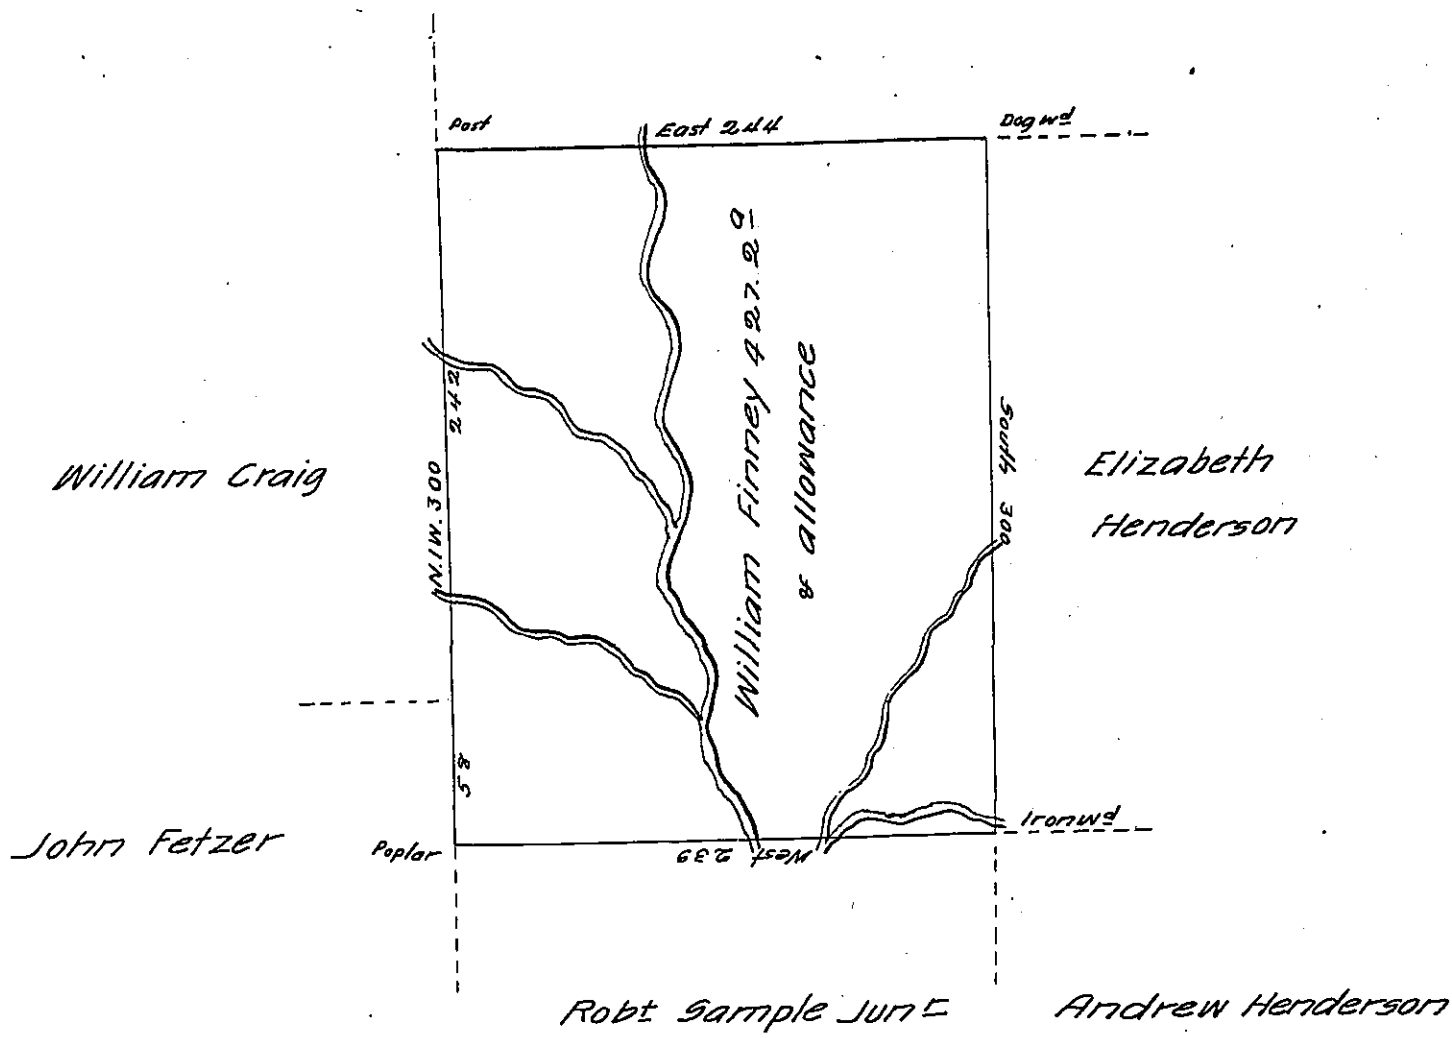 Post
East 244
Dog wd
William Finney 427.2 a
& allowance
242
N.1W.300
58
South 300
William Craig
Elizabeth
Henderson
John Fetzer
Poplar
West 239
Ironwd
Robt Sample Junr
Andrew Henderson